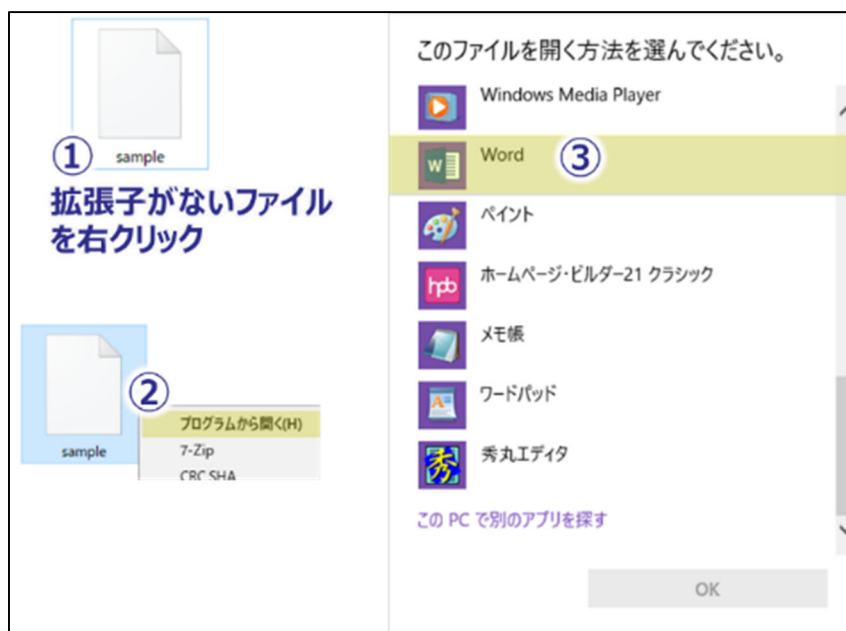 sample
①
拡張子がないファイル
を右クリック
sample
②
プログラムから開く(H)
7-Zip
CRC SHA
このファイルを開く方法を選んでください。
Windows Media Player
Word
③
ペイント
ホームページ・ビルダー21 クラシック
メモ帳
ワードパッド
秀丸エディタ
この PC で別のアプリを探す
OK
W
hpb
A
秀